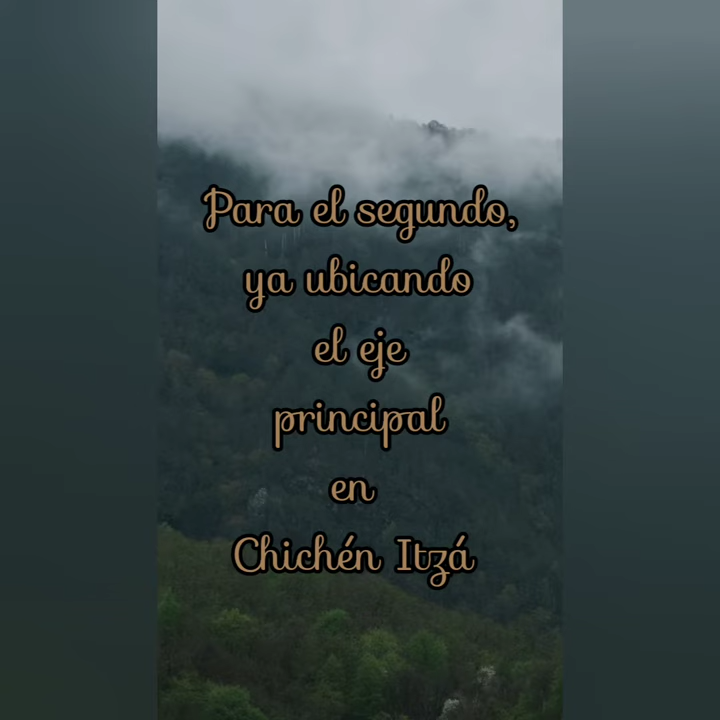 Para el segundo,
ya ubicando
el eje
principal
en
Chichén Itzá